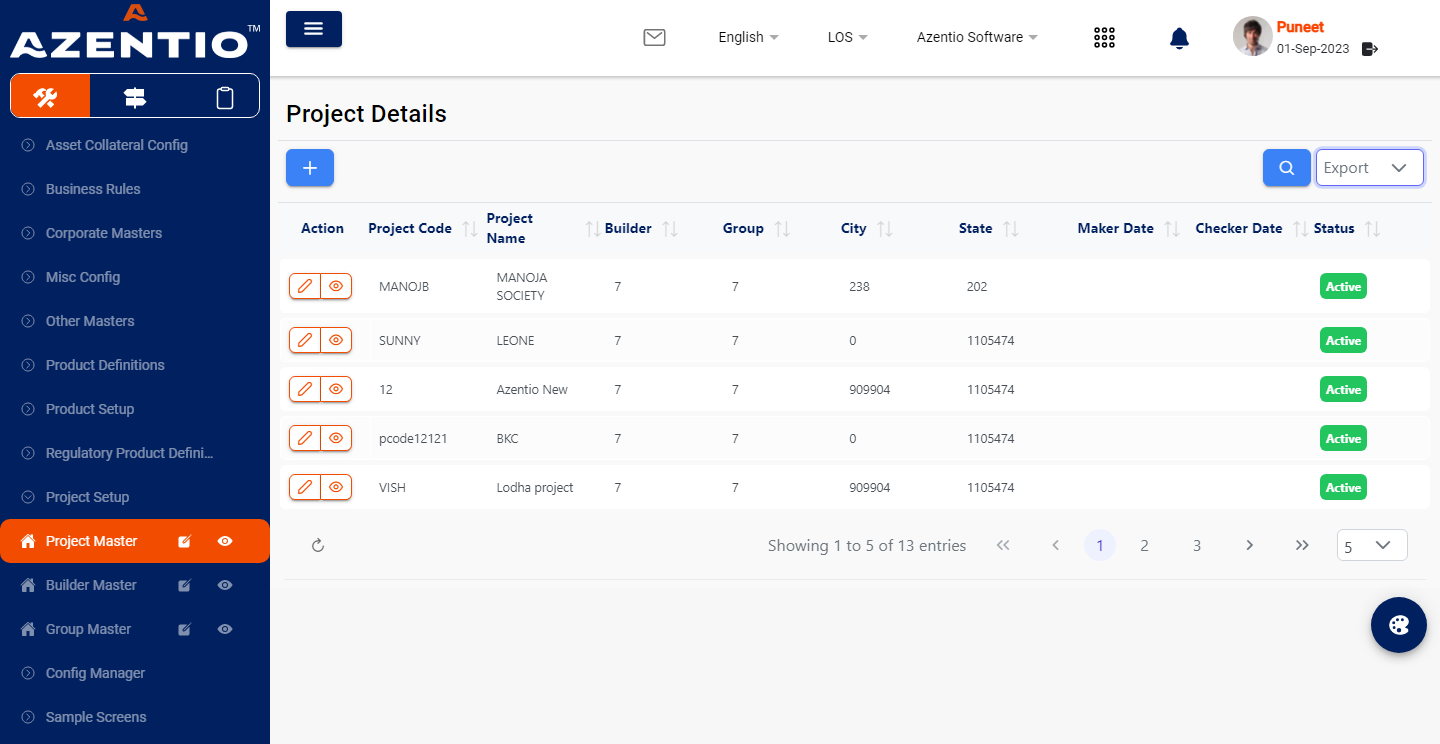 AZENTIO™
English
LOS
Azentio Software
Puneet
01-Sep-2023
Asset Collateral Config
Business Rules
Corporate Masters
Misc Config
Other Masters
Product Definitions
Product Setup
Regulatory Product Defini...
Project Setup
Project Master
Builder Master
Group Master
Config Manager
Sample Screens
Project Details
Export
Action Project Code Project Name Builder Group City State Maker Date Checker Date Status
MANOJB MANOJA SOCIETY 7 7 238 202 Active
SUNNY LEONE 7 7 0 1105474 Active
12 Azentio New 7 7 909904 1105474 Active
pcode12121 BKC 7 7 0 1105474 Active
VISH Lodha project 7 7 909904 1105474 Active
Showing 1 to 5 of 13 entries 1 2 3 5